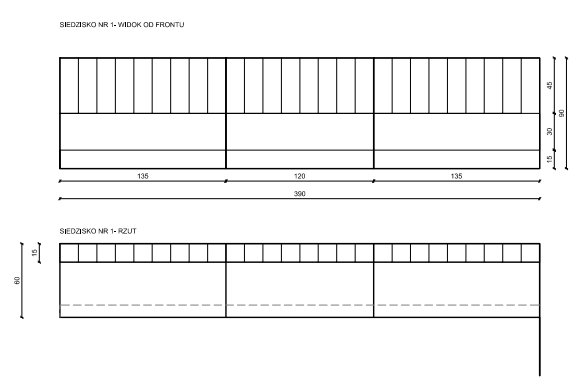 SIEDZISKO NR 1- WIDOK OD FRONTU
45
90
30
15
135 120 135
390
SIEDZISKO NR 1- RZUT
15
60